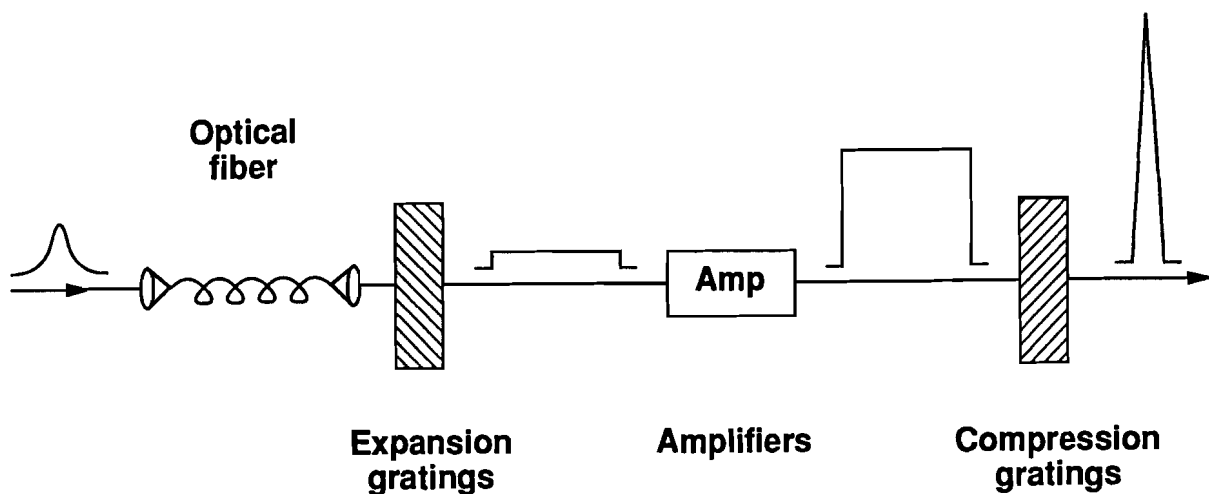 Optical
fiber
Amp
Expansion
gratings
Amplifiers
Compression
gratings